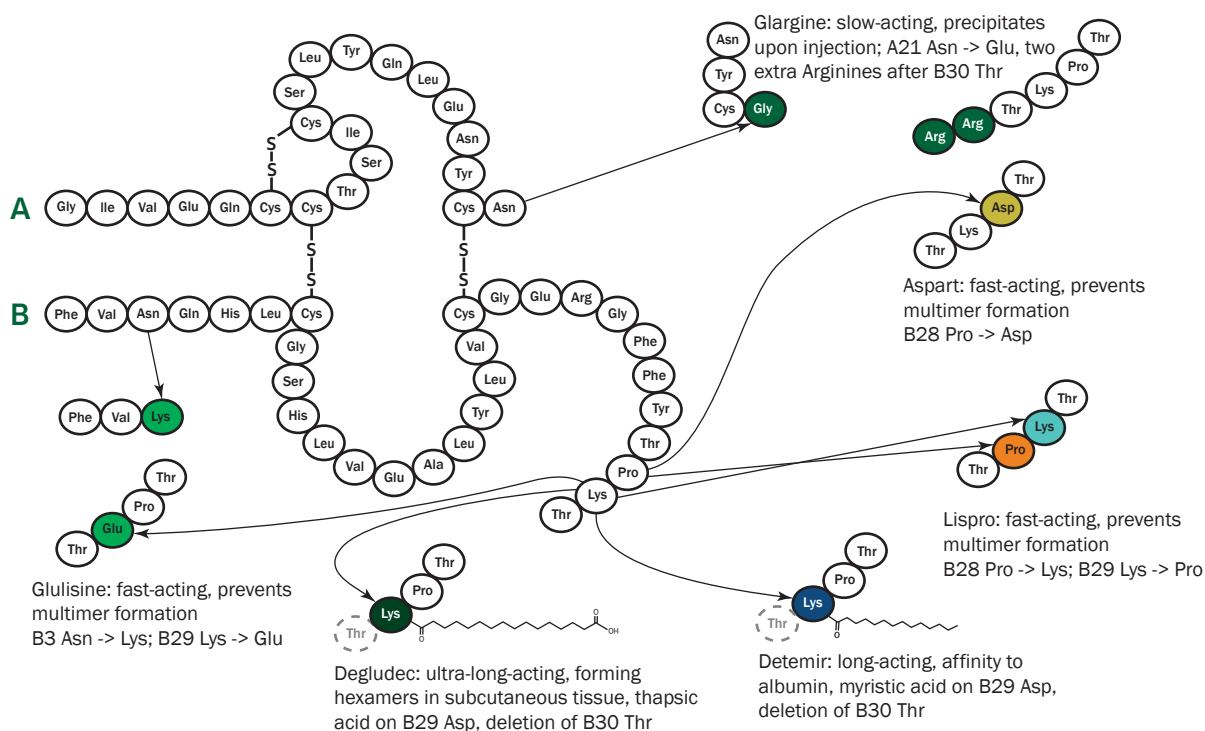 Glargine: slow-acting, precipitates
upon injection; A21 Asn -> Glu, two
extra Arginines after B30 Thr
Asn
Tyr
Cys Gly
Thr
Pro
Lys
Thr
Arg
Arg
Leu Tyr Gln Leu Glu Asn Tyr Cys Asn
Ser
Cys Ile Ser Thr
S
S
A Gly Ile Val Glu Gln Cys Cys
S
S
S
S
B Phe Val Asn Gln His Leu Cys
Gly Ser His Leu Val Glu Ala Leu Tyr Leu Val Cys
Gly Glu Arg Gly Phe Phe Tyr Thr Pro Lys Thr
Thr
Asp
Lys
Thr
Aspart: fast-acting, prevents
multimer formation
B28 Pro -> Asp
Phe Val Lys
Thr
Pro
Glu
Thr
Glulisine: fast-acting, prevents
multimer formation
B3 Asn -> Lys; B29 Lys -> Glu
Thr
Lys
Pro
Thr
Lispro: fast-acting, prevents
multimer formation
B28 Pro -> Lys; B29 Lys -> Pro
Thr
Pro
Lys
Thr
O
O
OH
Degludec: ultra-long-acting, forming
hexamers in subcutaneous tissue, thapsic
acid on B29 Asp, deletion of B30 Thr
Thr
Pro
Lys
Thr
O
Detemir: long-acting, affinity to
albumin, myristic acid on B29 Asp,
deletion of B30 Thr